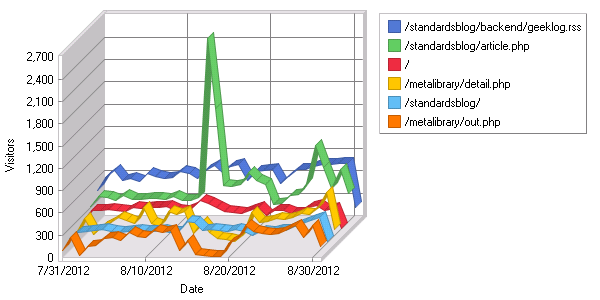 2,700
2,400
2,100
1,800
1,500
1,200
900
600
300
0
Visitors
7/31/2012 8/10/2012 8/20/2012 8/30/2012
Date
/standardsblog/backend/geeklog.rss
/standardsblog/article.php
/
/metalibrary/detail.php
/standardsblog/
/metalibrary/out.php